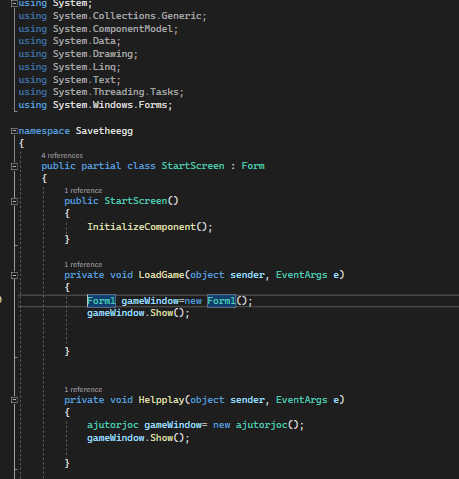 using System;
using System.Collections.Generic;
using System.ComponentModel;
using System.Data;
using System.Drawing;
using System.Linq;
using System.Text;
using System.Threading.Tasks;
using System.Windows.Forms;
namespace Savetheegg
{
4 references
public partial class StartScreen : Form
{
1 reference
public StartScreen()
{
InitializeComponent();
}
1 reference
private void LoadGame(object sender, EventArgs e)
{
Form1 gameWindow=new Form1();
gameWindow.Show();
}
1 reference
private void Helpplay(object sender, EventArgs e)
{
ajutorjoc gameWindow= new ajutorjoc();
gameWindow.Show();
}